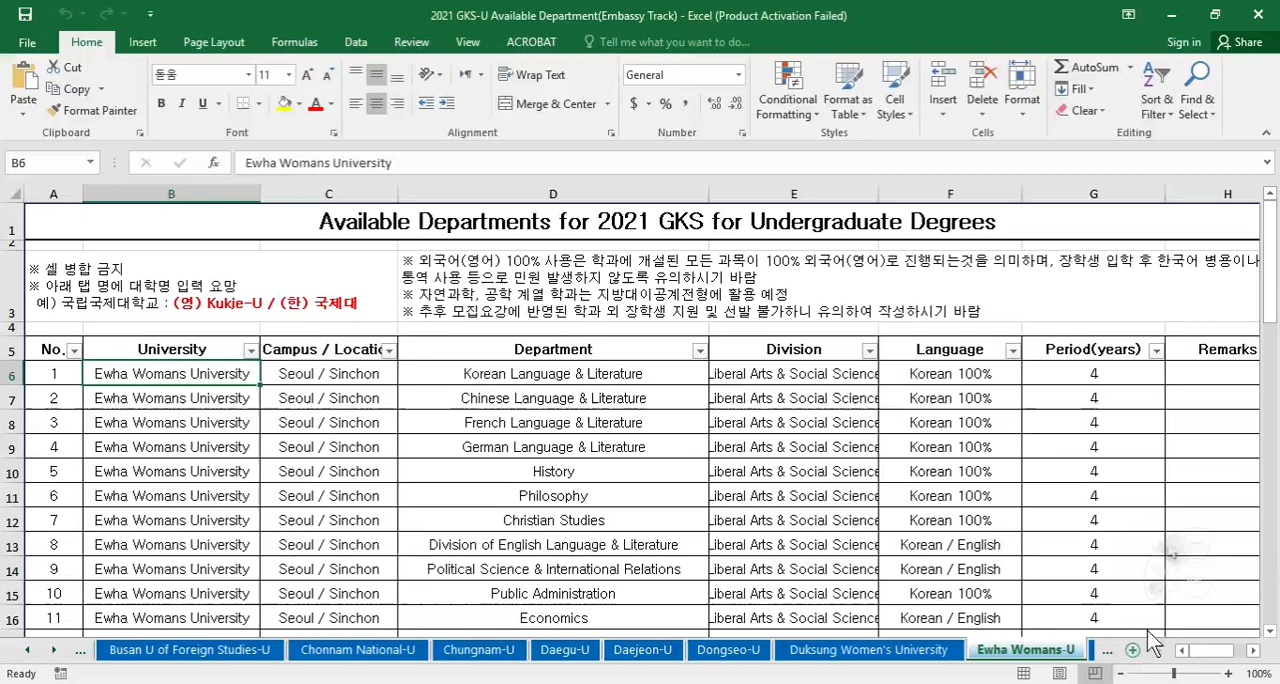 2021 GKS-U Available Department(Embassy Track) - Excel (Product Activation Failed)
File Home Insert Page Layout Formulas Data Review View ACROBAT Tell me what you want to do... Sign in Share
Cut
Copy
Format Painter
Paste
돋움 11
B I U
Wrap Text
Merge & Center
General
$ % ,
Conditional Formatting
Format as Table
Cell Styles
Insert Delete Format
AutoSum
Fill
Clear
Sort & Filter
Find & Select
Clipboard Font Alignment Number Styles Cells Editing
B6 fx Ewha Womans University
A B C D E F G H
1 Available Departments for 2021 GKS for Undergraduate Degrees
2
※ 셀 병합 금지
※ 아래 탭 명에 대학명 입력 요망
예) 국립국제대학교 : (영) Kukje-U / (한) 국제대
※ 외국어(영어) 100% 사용은 학과에 개설된 모든 과목이 100% 외국어(영어)로 진행되는것을 의미하며, 장학생 입학 후 한국어 병용이나
통역 사용 등으로 민원 발생하지 않도록 유의하시기 바람
※ 자연과학, 공학 계열 학과는 지방대이공계전형에 활용 예정
※ 추후 모집요강에 반영된 학과 외 장학생 지원 및 선발 불가하니 유의하여 작성하시기 바람
3
4
5 No. University Campus / Locatio Department Division Language Period(years) Remarks
6 1 Ewha Womans University Seoul / Sinchon Korean Language & Literature Liberal Arts & Social Science Korean 100% 4
7 2 Ewha Womans University Seoul / Sinchon Chinese Language & Literature Liberal Arts & Social Science Korean 100% 4
8 3 Ewha Womans University Seoul / Sinchon French Language & Literature Liberal Arts & Social Science Korean 100% 4
9 4 Ewha Womans University Seoul / Sinchon German Language & Literature Liberal Arts & Social Science Korean 100% 4
10 5 Ewha Womans University Seoul / Sinchon History Liberal Arts & Social Science Korean 100% 4
11 6 Ewha Womans University Seoul / Sinchon Philosophy Liberal Arts & Social Science Korean 100% 4
12 7 Ewha Womans University Seoul / Sinchon Christian Studies Liberal Arts & Social Science Korean 100% 4
13 8 Ewha Womans University Seoul / Sinchon Division of English Language & Literature Liberal Arts & Social Science Korean / English 4
14 9 Ewha Womans University Seoul / Sinchon Political Science & International Relations Liberal Arts & Social Science Korean / English 4
15 10 Ewha Womans University Seoul / Sinchon Public Administration Liberal Arts & Social Science Korean 100% 4
16 11 Ewha Womans University Seoul / Sinchon Economics Liberal Arts & Social Science Korean / English 4
... Busan U of Foreign Studies-U Chonnam National-U Chungnam-U Daegu-U Daejeon-U Dongseo-U Duksung Women's University Ewha Womans-U ...
Ready 100%